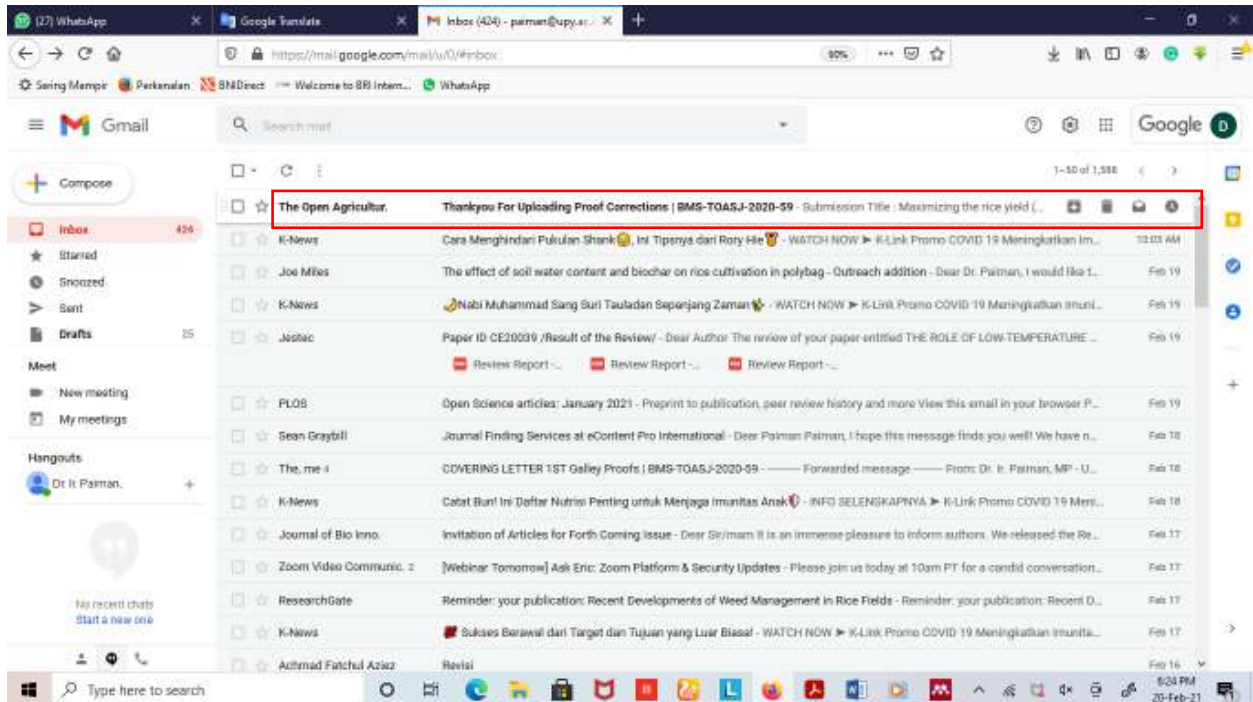 (27) WhatsApp
Google Translate
Inbox (424) - paiman@upy.ac.
https://mail.google.com/mail/u/0/#inbox
90%
Sering Mampir
Perkenalan
BNIDirect
Welcome to BRI Intern...
WhatsApp
Gmail
Search mail
Google
D
Compose
1-50 of 1,588
Inbox 424
Starred
Snoozed
Sent
Drafts 25
Meet
New meeting
My meetings
Hangouts
Dr. Ir. Paiman.
No recent chats
Start a new one
The Open Agricultur. Thankyou For Uploading Proof Corrections | BMS-TOASJ-2020-59 - Submission Title : Maximizing the rice yield (...
K-News Cara Menghindari Pukulan Shank😔, Ini Tipsnya dari Rory Hie🏅 - WATCH NOW ► K-Link Promo COVID 19 Meningkatkan Im... AM
Joe Miles The effect of soil water content and biochar on rice cultivation in polybag - Outreach addition - Dear Dr. Paiman, I would like t... Feb 19
K-News 🌙Nabi Muhammad Sang Suri Tauladan Sepanjang Zaman - WATCH NOW ► K-Link Promo COVID 19 Meningkatkan Imuni... Feb 19
Jestec Paper ID CE20039 /Result of the Review/ - Dear Author The review of your paper entitled THE ROLE OF LOW-TEMPERATURE ... Feb 19
Review Report -... Review Report -... Review Report -...
PLOS Open Science articles: January 2021 - Preprint to publication, peer review history and more View this email in your browser P... Feb 19
Sean Graybill Journal Finding Services at eContent Pro International - Dear Paiman Paiman, I hope this message finds you well! We have n... Feb 18
The, me 4 COVERING LETTER 1ST Galley Proofs | BMS-TOASJ-2020-59 - ——— Forwarded message ——— From: Dr. Ir. Paiman, MP - U... Feb 18
K-News Catat Bun! Ini Daftar Nutrisi Penting untuk Menjaga Imunitas Anak - INFO SELENGKAPNYA ► K-Link Promo COVID 19 Meni... Feb 18
Journal of Bio Inno. Invitation of Articles for Forth Coming Issue - Dear Sir/mam It is an immense pleasure to inform authors. We released the Re... Feb 17
Zoom Video Communic. 2 [Webinar Tomorrow] Ask Eric: Zoom Platform & Security Updates - Please join us today at 10am PT for a candid conversation... Feb 17
ResearchGate Reminder: your publication: Recent Developments of Weed Management in Rice Fields - Reminder: your publication: Recent D... Feb 17
K-News Sukses Berawal dari Target dan Tujuan yang Luar Biasa! - WATCH NOW ► K-Link Promo COVID 19 Meningkatkan Imunita... Feb 17
Achmad Fatchul Aziez Revisi Feb 16
Type here to search
6:24 PM
20-Feb-21